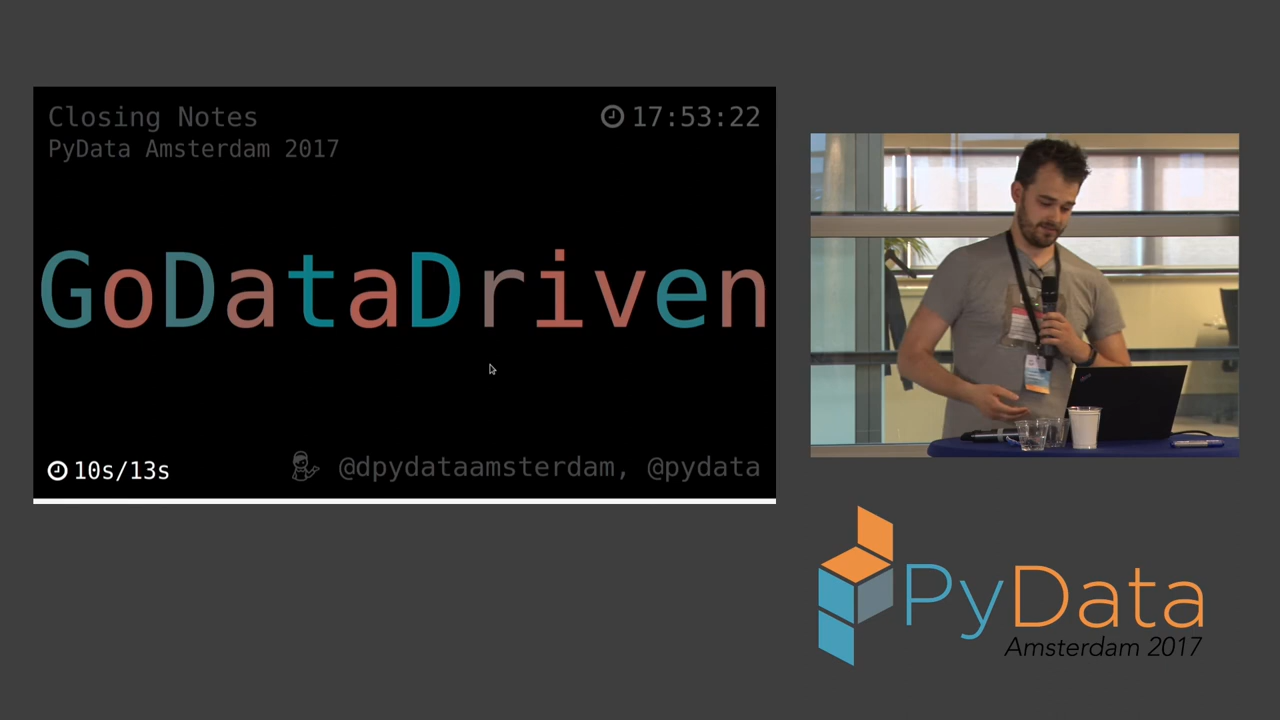 Closing Notes
17:53:22
PyData Amsterdam 2017
GoDataDriven
10s/13s
@dpydataamsterdam, @pydata
PyData
Amsterdam 2017